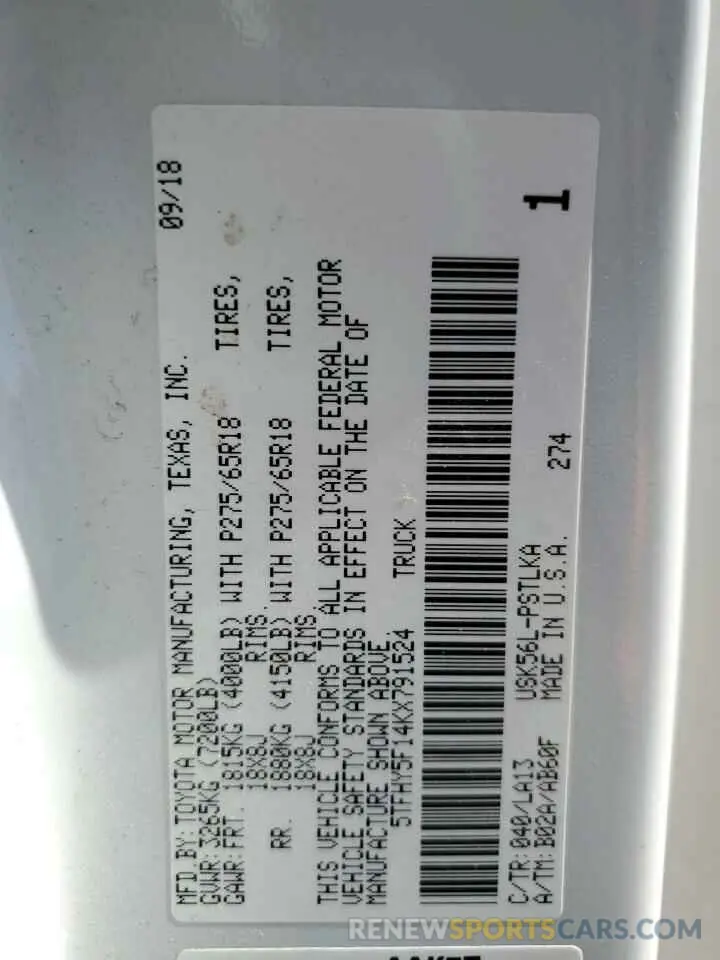 MFD.BY:TOYOTA MOTOR MANUFACTURING, TEXAS, INC. 09/18
GVWR:3265KG (7200LB)
GAWR:FRT. 1815KG (4000LB) WITH P275/65R18 TIRES,
18X8J RIMS.
RR. 1880KG (4150LB) WITH P275/65R18 TIRES,
18X8J RIMS
THIS VEHICLE CONFORMS TO ALL APPLICABLE FEDERAL MOTOR
VEHICLE SAFETY STANDARDS IN EFFECT ON THE DATE OF
MANUFACTURE SHOWN ABOVE.
5TFHY5F14KX791524 TRUCK
C/TR:040/LA13 USK56L-PSTLKA 274
A/TM:B02A/AB60F MADE IN U.S.A. 1
RENEWSPORTSCARS.COM